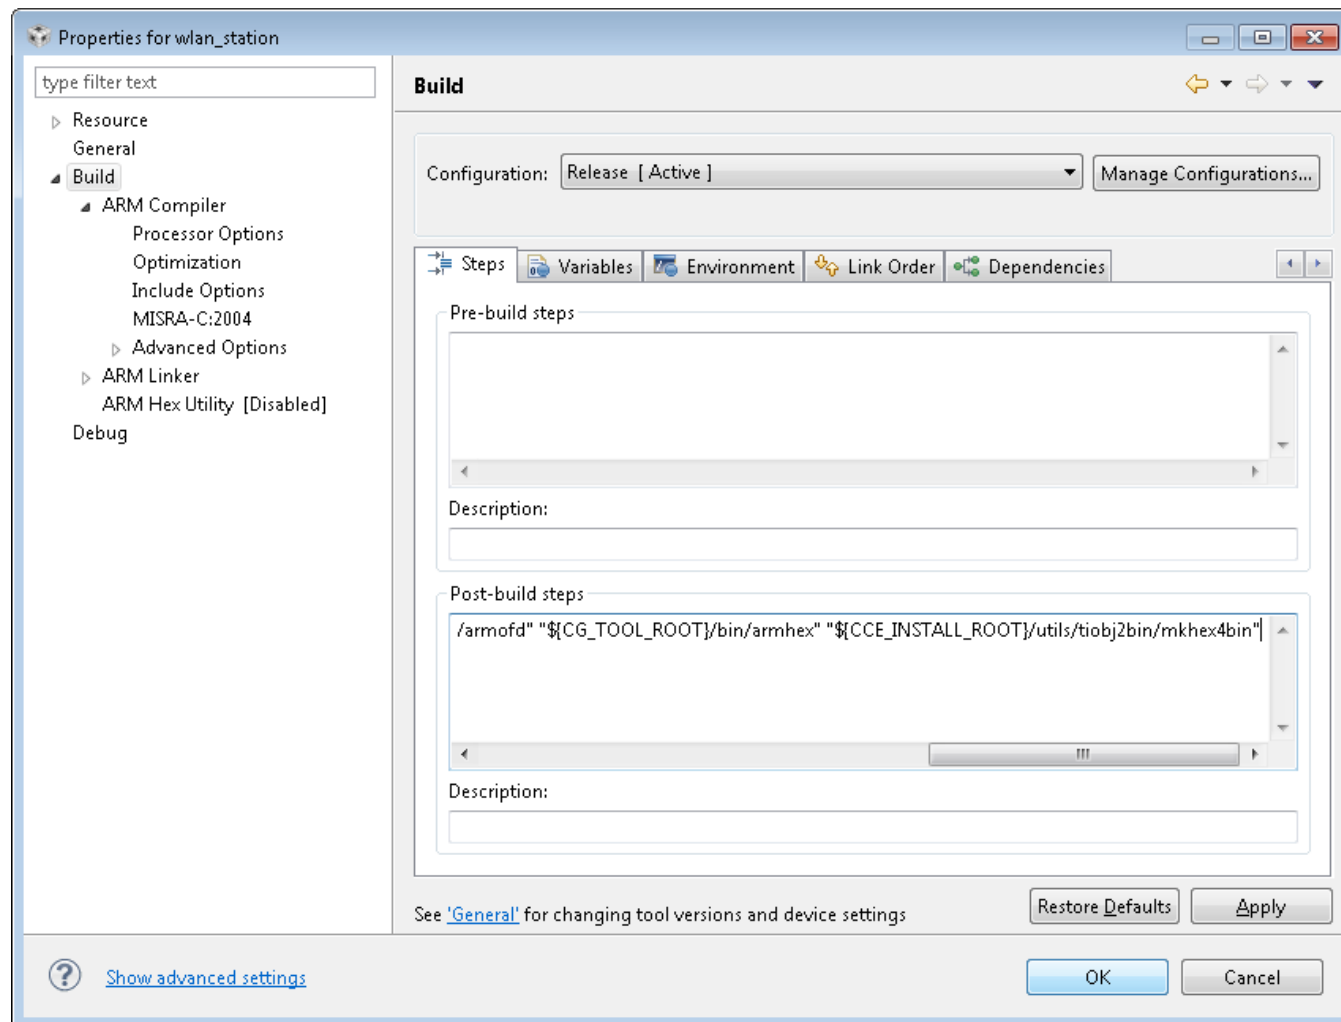 Properties for wlan_station
type filter text
Resource
General
Build
ARM Compiler
Processor Options
Optimization
Include Options
MISRA-C:2004
Advanced Options
ARM Linker
ARM Hex Utility [Disabled]
Debug
Build
Configuration: Release [ Active ] Manage Configurations...
Steps Variables Environment Link Order Dependencies
Pre-build steps
Description:
Post-build steps
/armofd" "${CG_TOOL_ROOT}/bin/armhex" "${CCE_INSTALL_ROOT}/utils/tiobj2bin/mkhex4bin"
Description:
See 'General' for changing tool versions and device settings
Restore Defaults Apply
Show advanced settings
OK Cancel